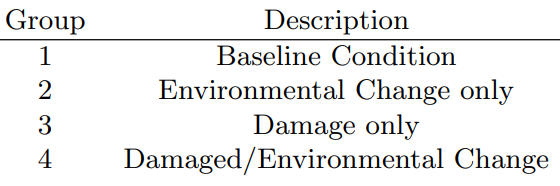 Group Description
1 Baseline Condition
2 Environmental Change only
3 Damage only
4 Damaged/Environmental Change